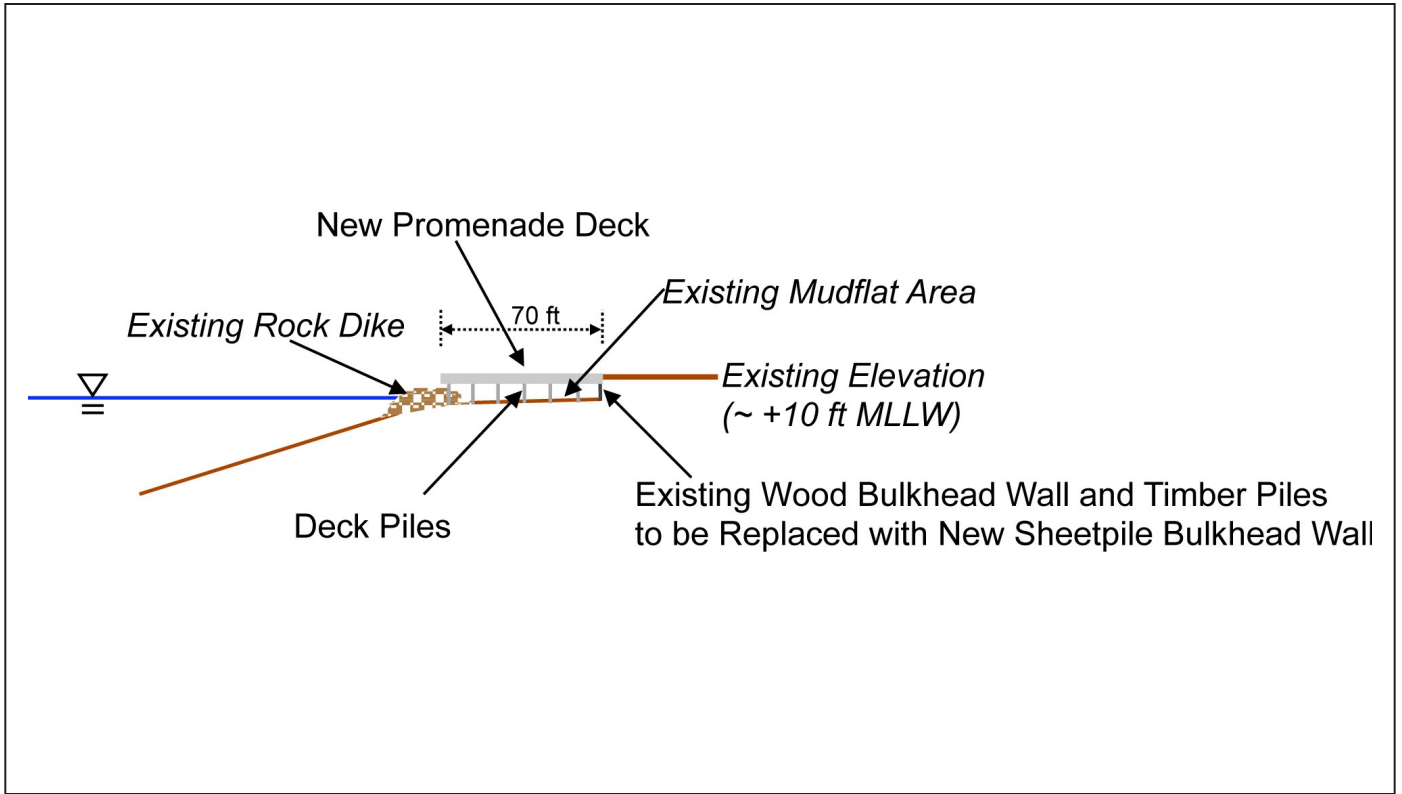 New Promenade Deck
Existing Mudflat Area
70 ft
Existing Rock Dike
Existing Elevation
(~ +10 ft MLLW)
Deck Piles
Existing Wood Bulkhead Wall and Timber Piles
to be Replaced with New Sheetpile Bulkhead Wall